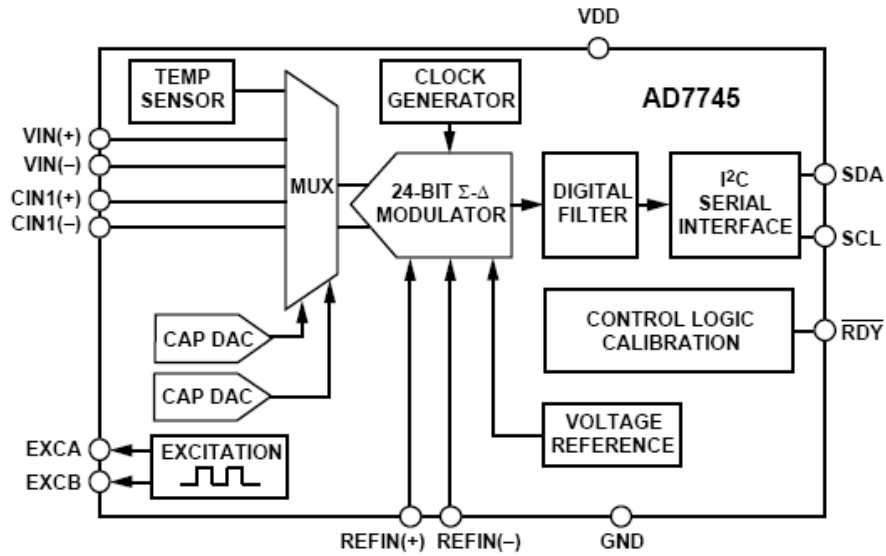 VDD
TEMP
SENSOR
CLOCK
GENERATOR
AD7745
VIN(+)
VIN(–)
CIN1(+)
CIN1(–)
MUX
24-BIT Σ-Δ
MODULATOR
DIGITAL
FILTER
I²C
SERIAL
INTERFACE
SDA
SCL
CAP DAC
CAP DAC
CONTROL LOGIC
CALIBRATION
RDY
EXCA
EXCB
EXCITATION
VOLTAGE
REFERENCE
REFIN(+)
REFIN(–)
GND